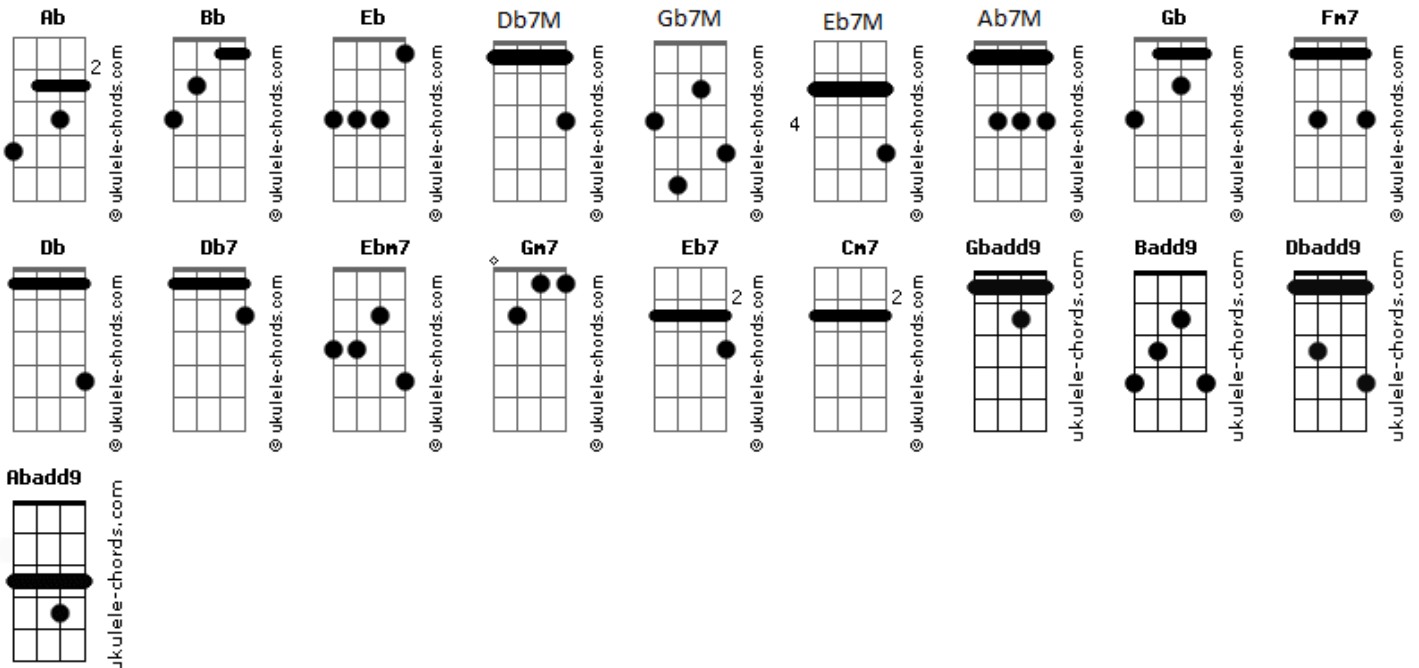 Ab Bb Eb Db7M Gb7M Eb7M Ab7M Gb Fm7
2
4
© ukulele-chords.com © ukulele-chords.com © ukulele-chords.com © ukulele-chords.com © ukulele-chords.com © ukulele-chords.com © ukulele-chords.com © ukulele-chords.com © ukulele-chords.com
Db Db7 Ebm7 Gm7 Eb7 Cm7 Gbadd9 Badd9 Dbadd9
2 2
© ukulele-chords.com © ukulele-chords.com © ukulele-chords.com © ukulele-chords.com © ukulele-chords.com © ukulele-chords.com ukulele-chords.com ukulele-chords.com ukulele-chords.com
Abadd9
ukulele-chords.com